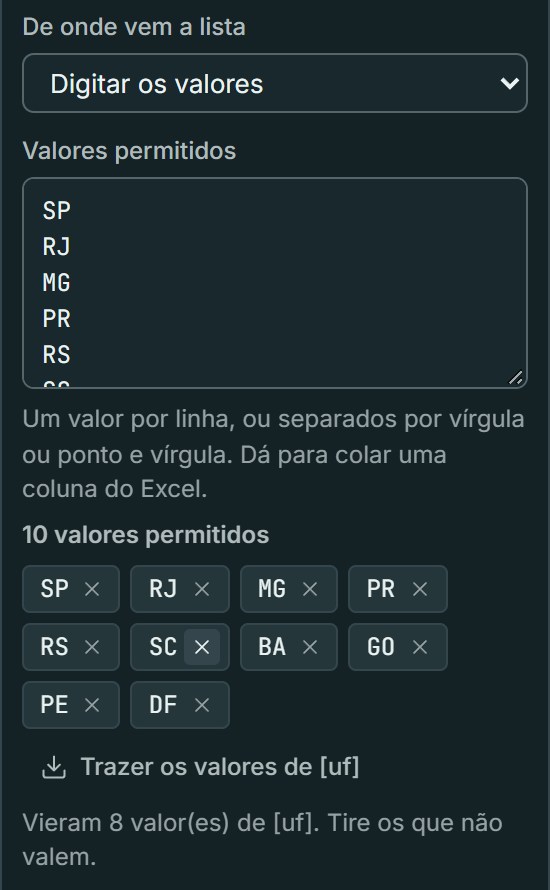 De onde vem a lista
Digitar os valores
Valores permitidos
SP
RJ
MG
PR
RS
Um valor por linha, ou separados por vírgula
ou ponto e vírgula. Dá para colar uma
coluna do Excel.
10 valores permitidos
SP × RJ × MG × PR ×
RS × SC × BA × GO ×
PE × DF ×
Trazer os valores de [uf]
Vieram 8 valor(es) de [uf]. Tire os que não
valem.